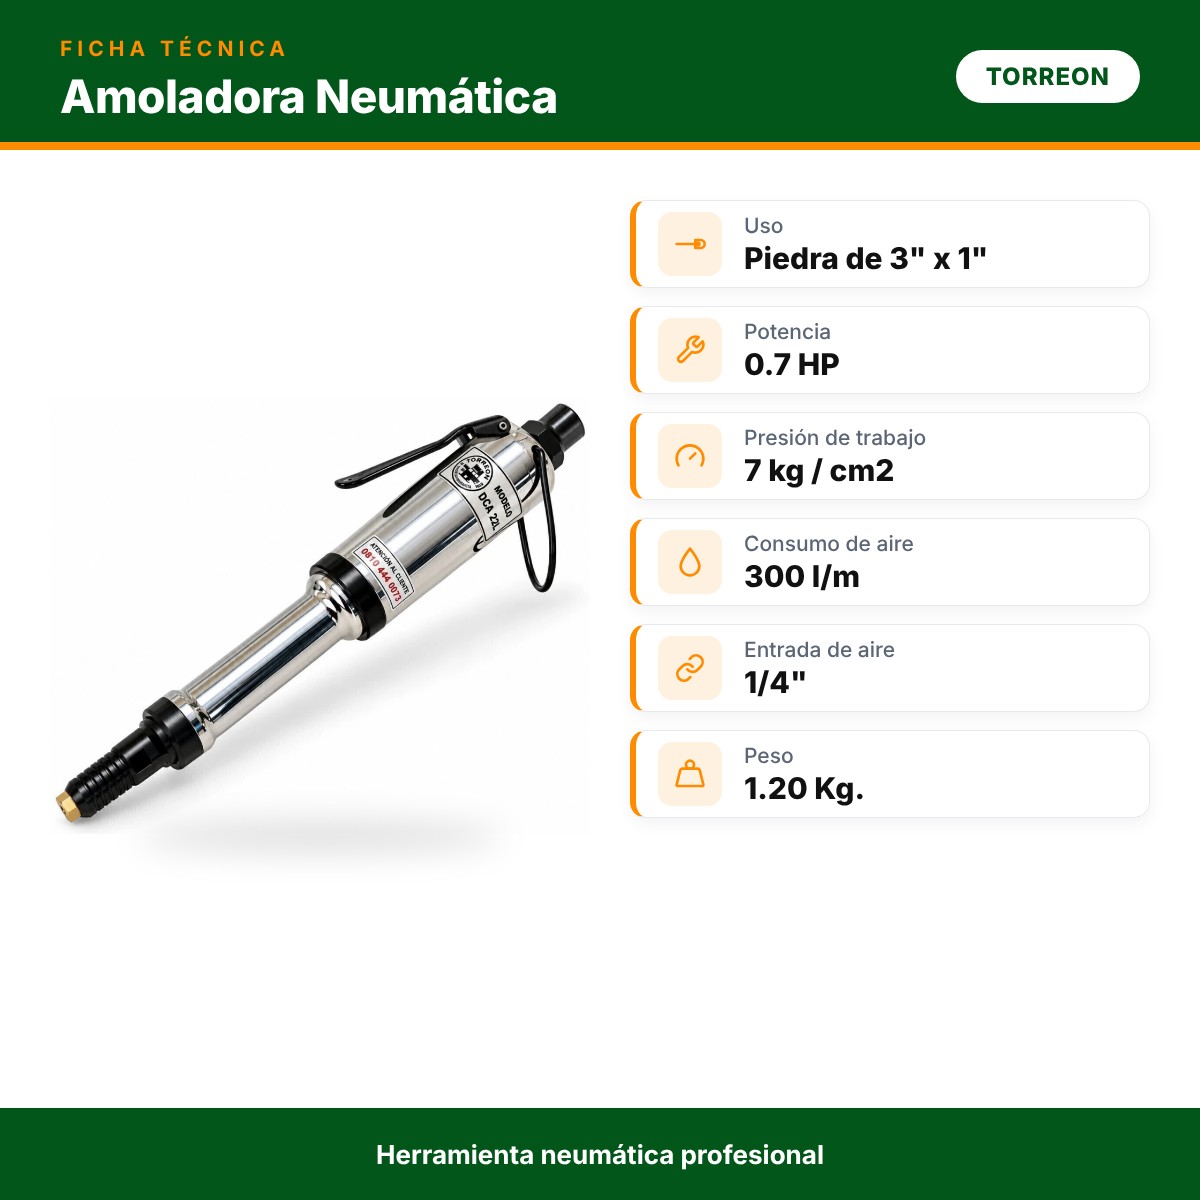 FICHA TÉCNICA
Amoladora Neumática
TORREON
Uso
Piedra de 3" x 1"
Potencia
0.7 HP
Presión de trabajo
7 kg / cm2
Consumo de aire
300 l/m
Entrada de aire
1/4"
Peso
1.20 Kg.
TORREON
MODELO
DCA 22L
ATENCIÓN AL CLIENTE
0810 444 0073
Herramienta neumática profesional